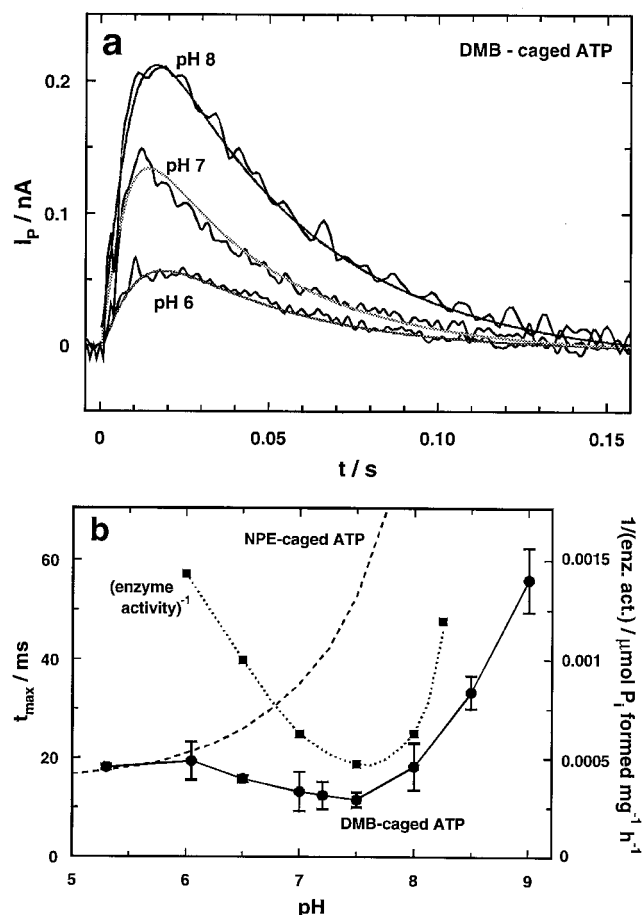 a
DMB - caged ATP
pH 8
pH 7
pH 6
0.2
0.1
0
I_P / nA
0
0.05
0.10
0.15
t / s
b
NPE-caged ATP
(enzyme
activity)⁻¹
DMB-caged ATP
60
40
20
0
t_max / ms
0.0015
0.001
0.0005
0
1/(enz. act.) / μmol P_i formed mg⁻¹ h⁻¹
5
6
7
8
9
pH